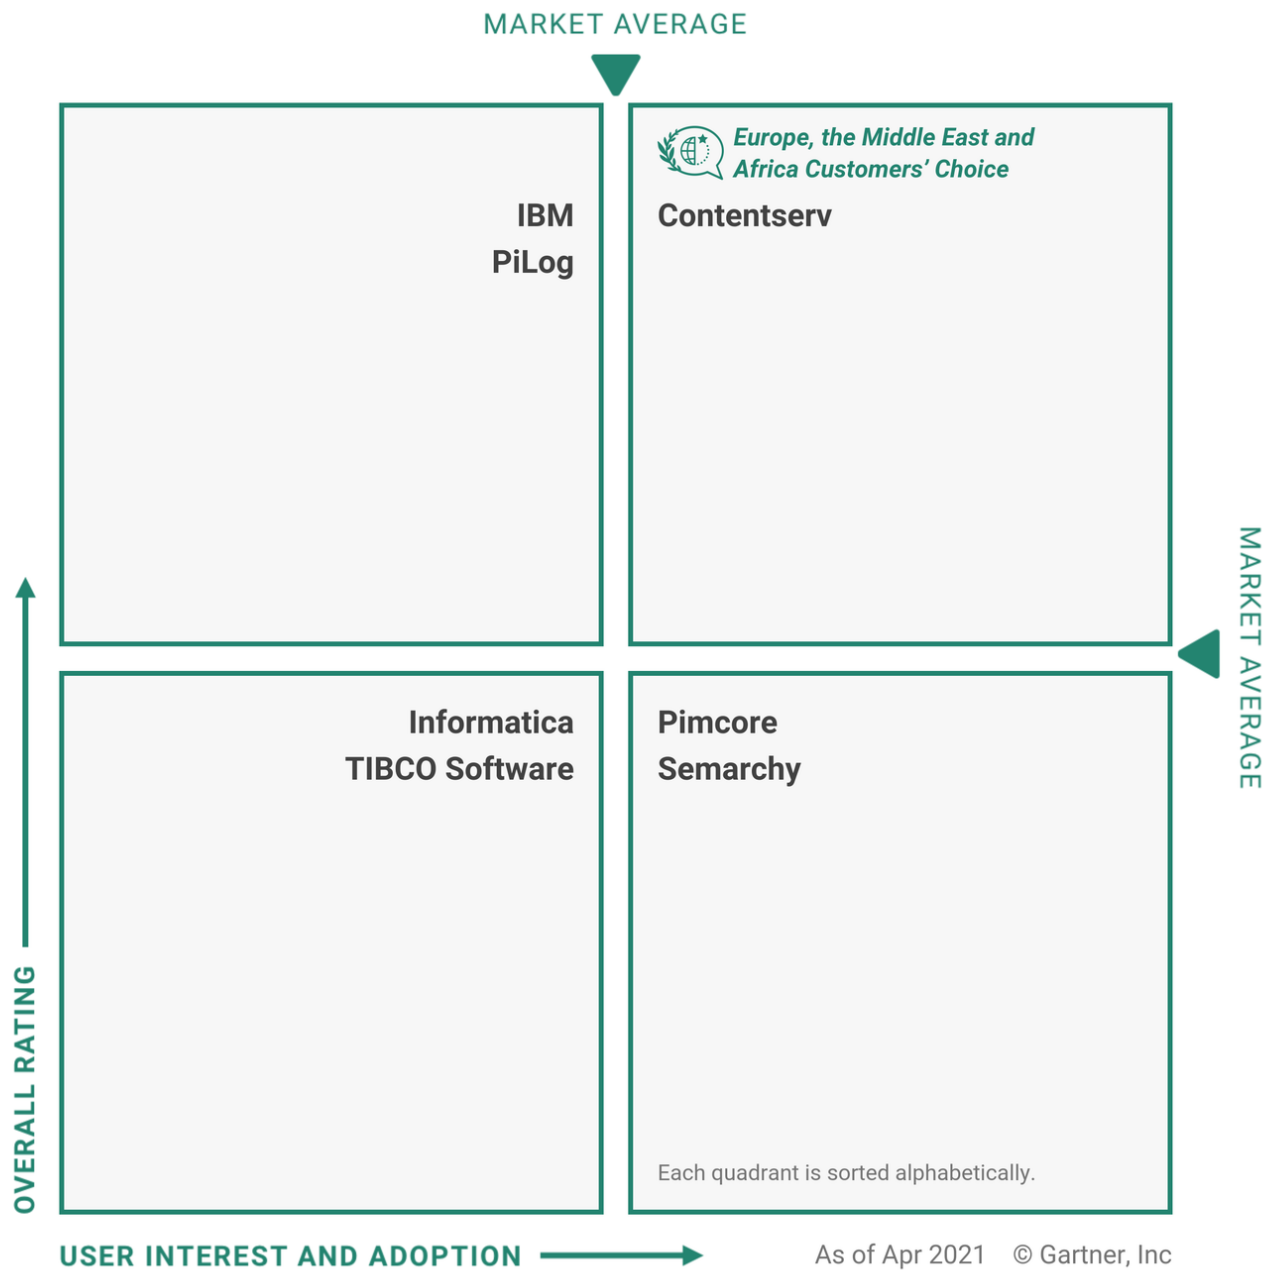 MARKET AVERAGE
IBM
PiLog
Europe, the Middle East and
Africa Customers’ Choice
Contentserv
MARKET AVERAGE
Informatica
TIBCO Software
Pimcore
Semarchy
Each quadrant is sorted alphabetically.
OVERALL RATING
USER INTEREST AND ADOPTION
As of Apr 2021 © Gartner, Inc